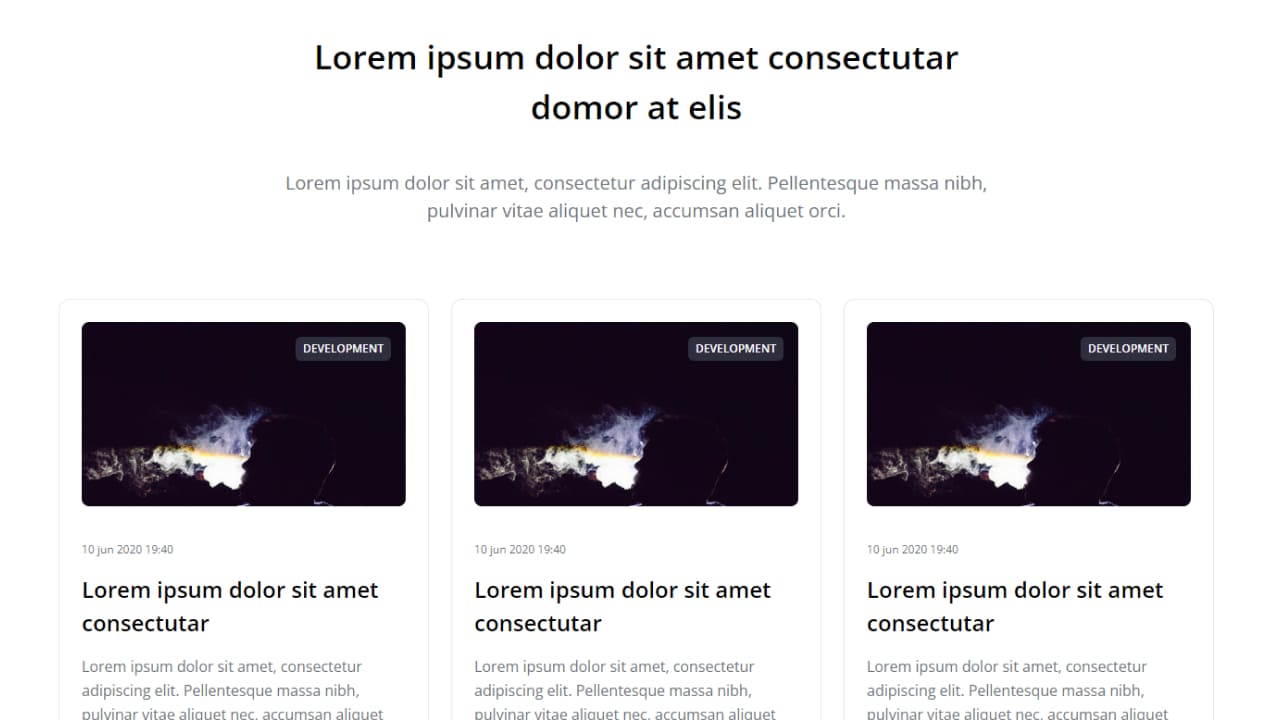 Lorem ipsum dolor sit amet consectutar
domor at elis
Lorem ipsum dolor sit amet, consectetur adipiscing elit. Pellentesque massa nibh,
pulvinar vitae aliquet nec, accumsan aliquet orci.
DEVELOPMENT
10 jun 2020 19:40
Lorem ipsum dolor sit amet
consectutar
Lorem ipsum dolor sit amet, consectetur
adipiscing elit. Pellentesque massa nibh,
pulvinar vitae aliquet nec, accumsan aliquet
DEVELOPMENT
10 jun 2020 19:40
Lorem ipsum dolor sit amet
consectutar
Lorem ipsum dolor sit amet, consectetur
adipiscing elit. Pellentesque massa nibh,
pulvinar vitae aliquet nec, accumsan aliquet
DEVELOPMENT
10 jun 2020 19:40
Lorem ipsum dolor sit amet
consectutar
Lorem ipsum dolor sit amet, consectetur
adipiscing elit. Pellentesque massa nibh,
pulvinar vitae aliquet nec, accumsan aliquet